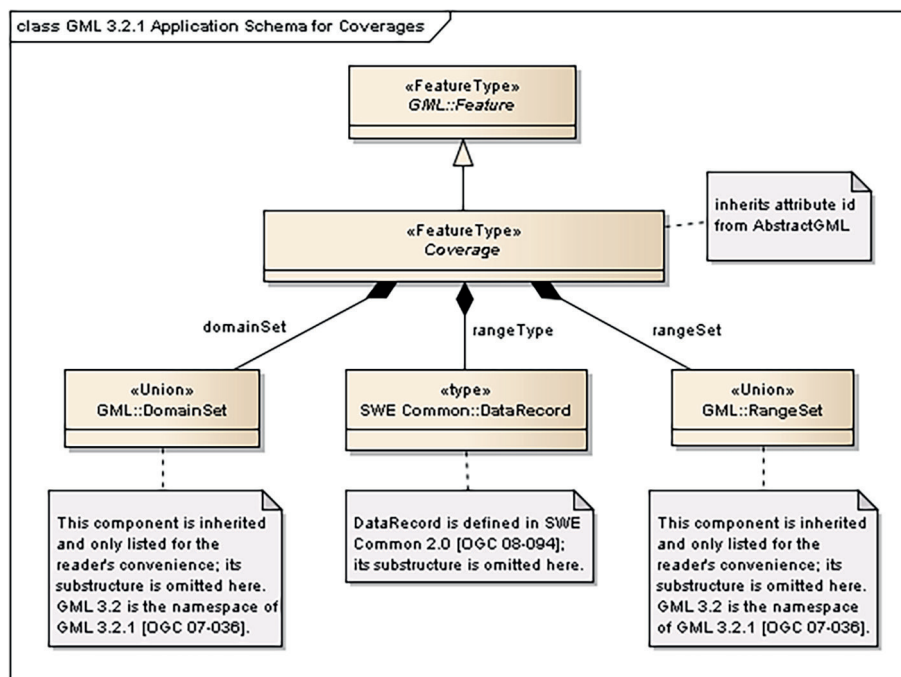 class GML 3.2.1 Application Schema for Coverages
«FeatureType»
GML::Feature
«FeatureType»
Coverage
inherits attribute id
from AbstractGML
domainSet
rangeType
rangeSet
«Union»
GML::DomainSet
«type»
SWE Common::DataRecord
«Union»
GML::RangeSet
This component is inherited
and only listed for the
reader's convenience; its
substructure is omitted here.
GML 3.2 is the namespace of
GML 3.2.1 [OGC 07-036].
DataRecord is defined in SWE
Common 2.0 [OGC 08-094];
its substructure is omitted here.
This component is inherited
and only listed for the
reader's convenience; its
substructure is omitted here.
GML 3.2 is the namespace
of GML 3.2.1 [OGC 07-036].